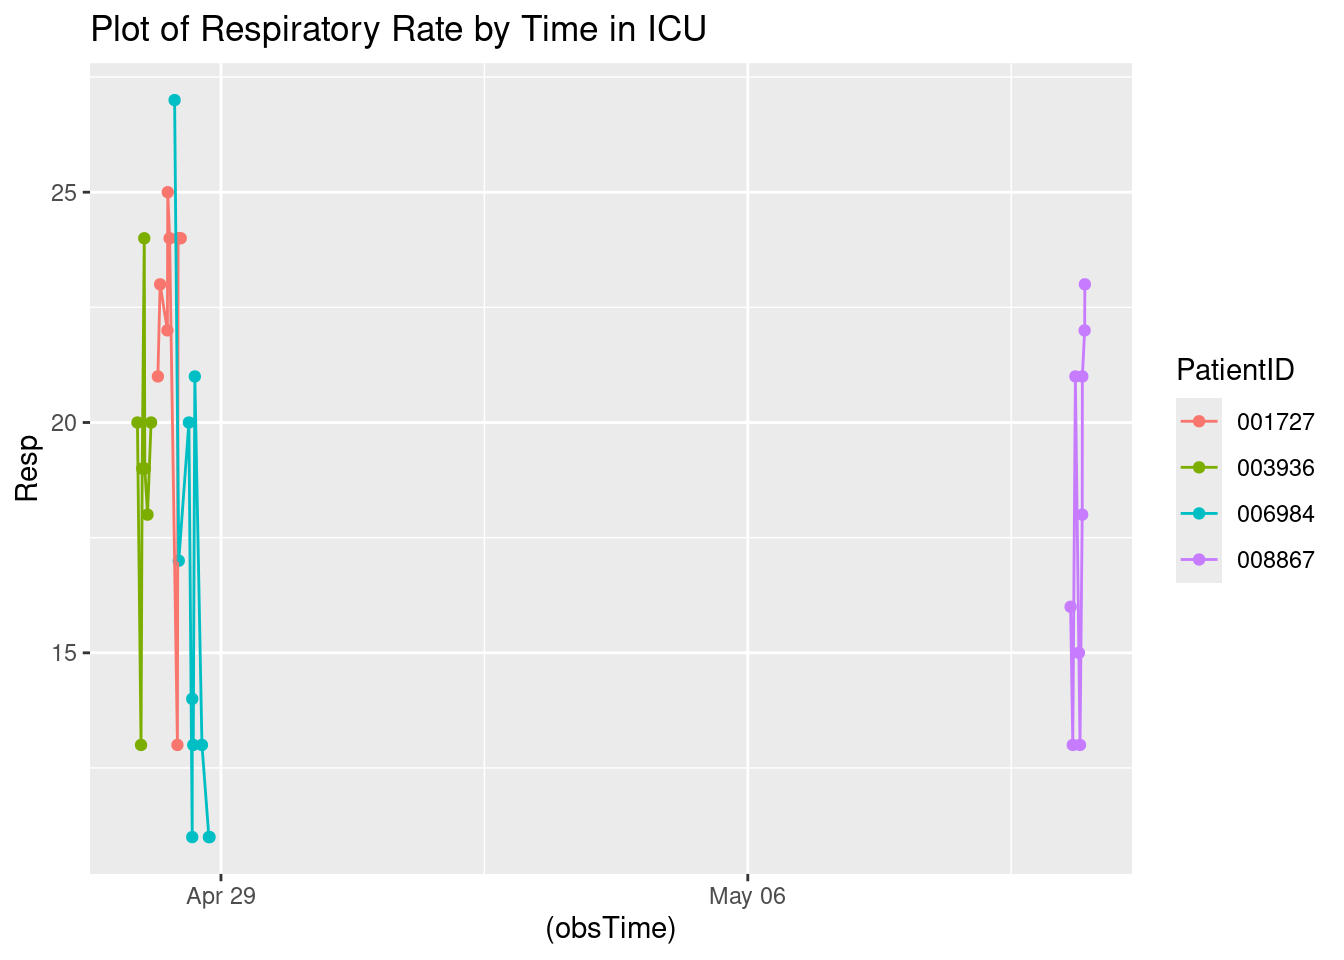 Plot of Respiratory Rate by Time in ICU
25
20
15
Resp
Apr 29
May 06
(obsTime)
PatientID
001727
003936
006984
008867